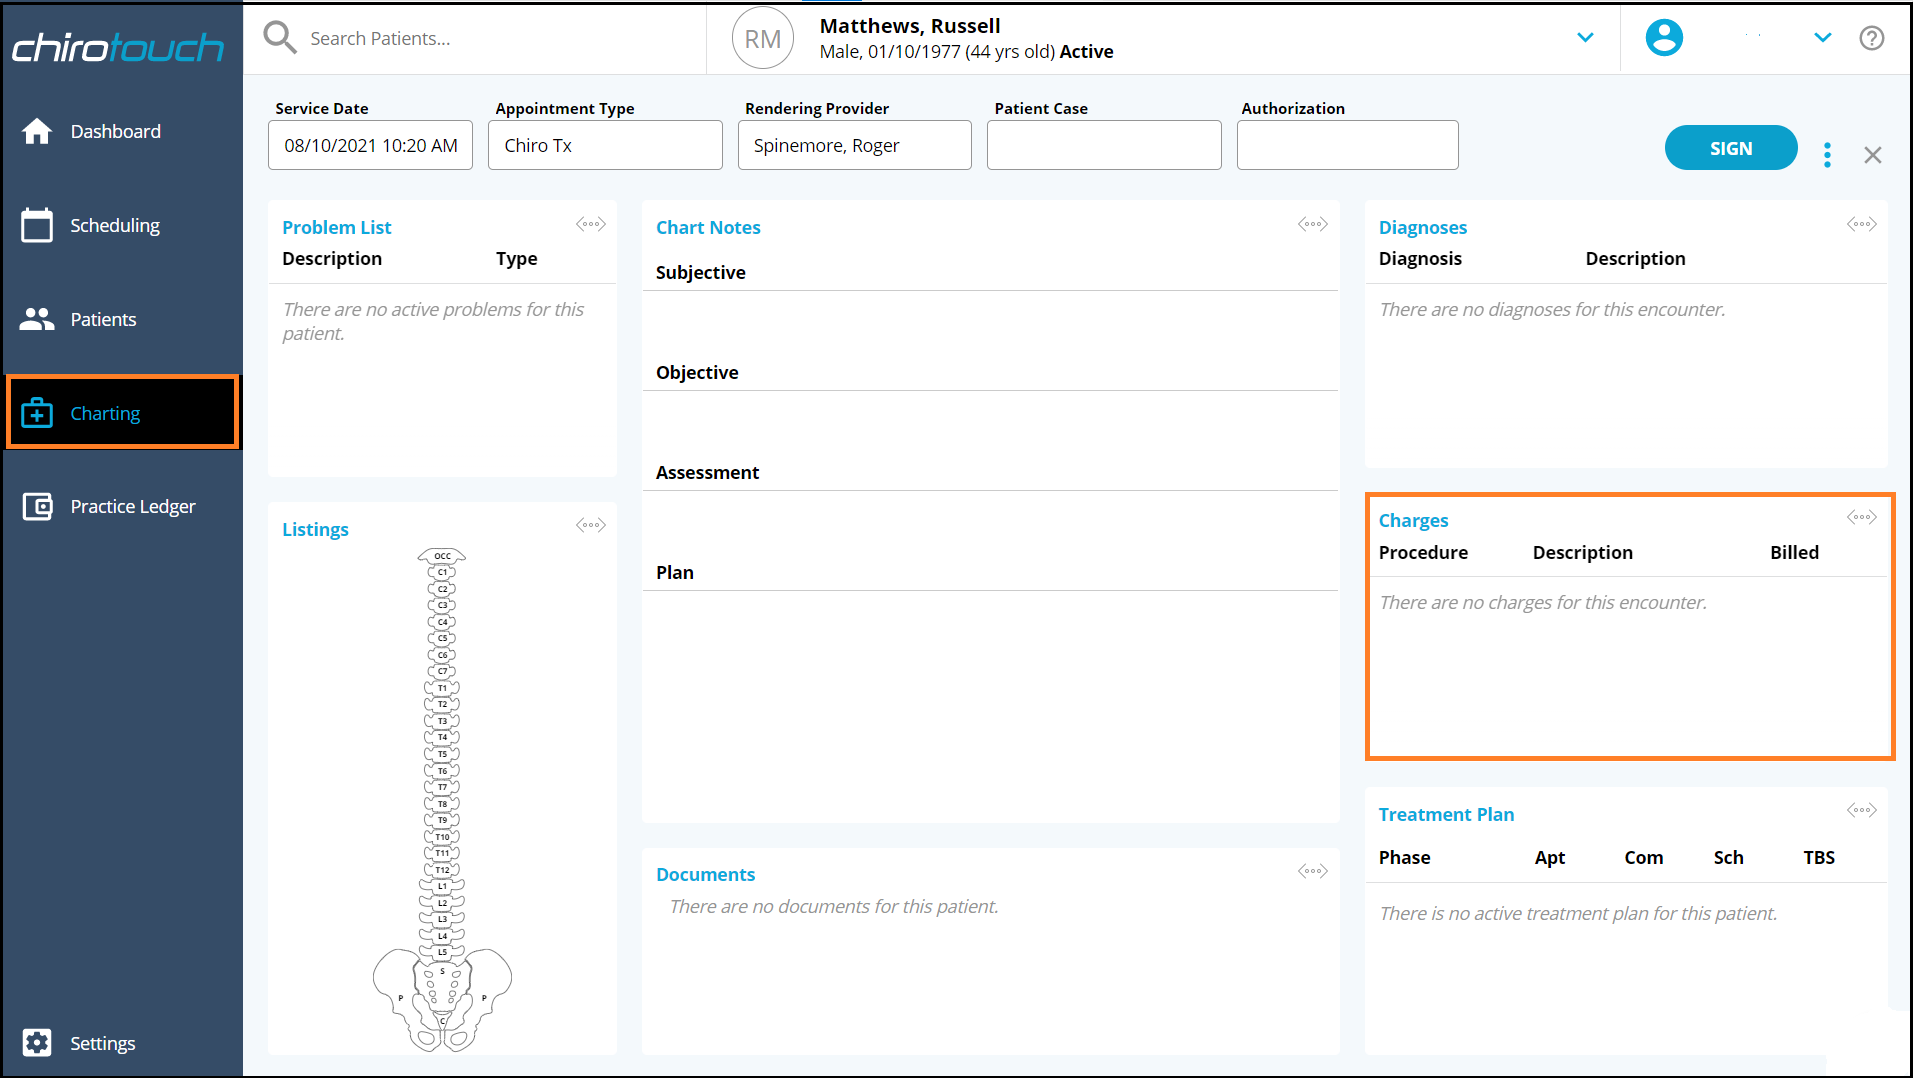 chirotouch
Search Patients...
RM
Matthews, Russell
Male, 01/10/1977 (44 yrs old) Active
?
Dashboard
Scheduling
Patients
Charting
Practice Ledger
Settings
Service Date
08/10/2021 10:20 AM
Appointment Type
Chiro Tx
Rendering Provider
Spinemore, Roger
Patient Case
Authorization
SIGN
Problem List
Description Type
There are no active problems for this
patient.
Listings
OCC
C1
C2
C3
C4
C5
C6
C7
T1
T2
T3
T4
T5
T6
T7
T8
T9
T10
T11
T12
L1
L2
L3
L4
L5
S
P P
C
Chart Notes
Subjective
Objective
Assessment
Plan
Documents
There are no documents for this patient.
Diagnoses
Diagnosis Description
There are no diagnoses for this encounter.
Charges
Procedure Description Billed
There are no charges for this encounter.
Treatment Plan
Phase Apt Com Sch TBS
There is no active treatment plan for this patient.